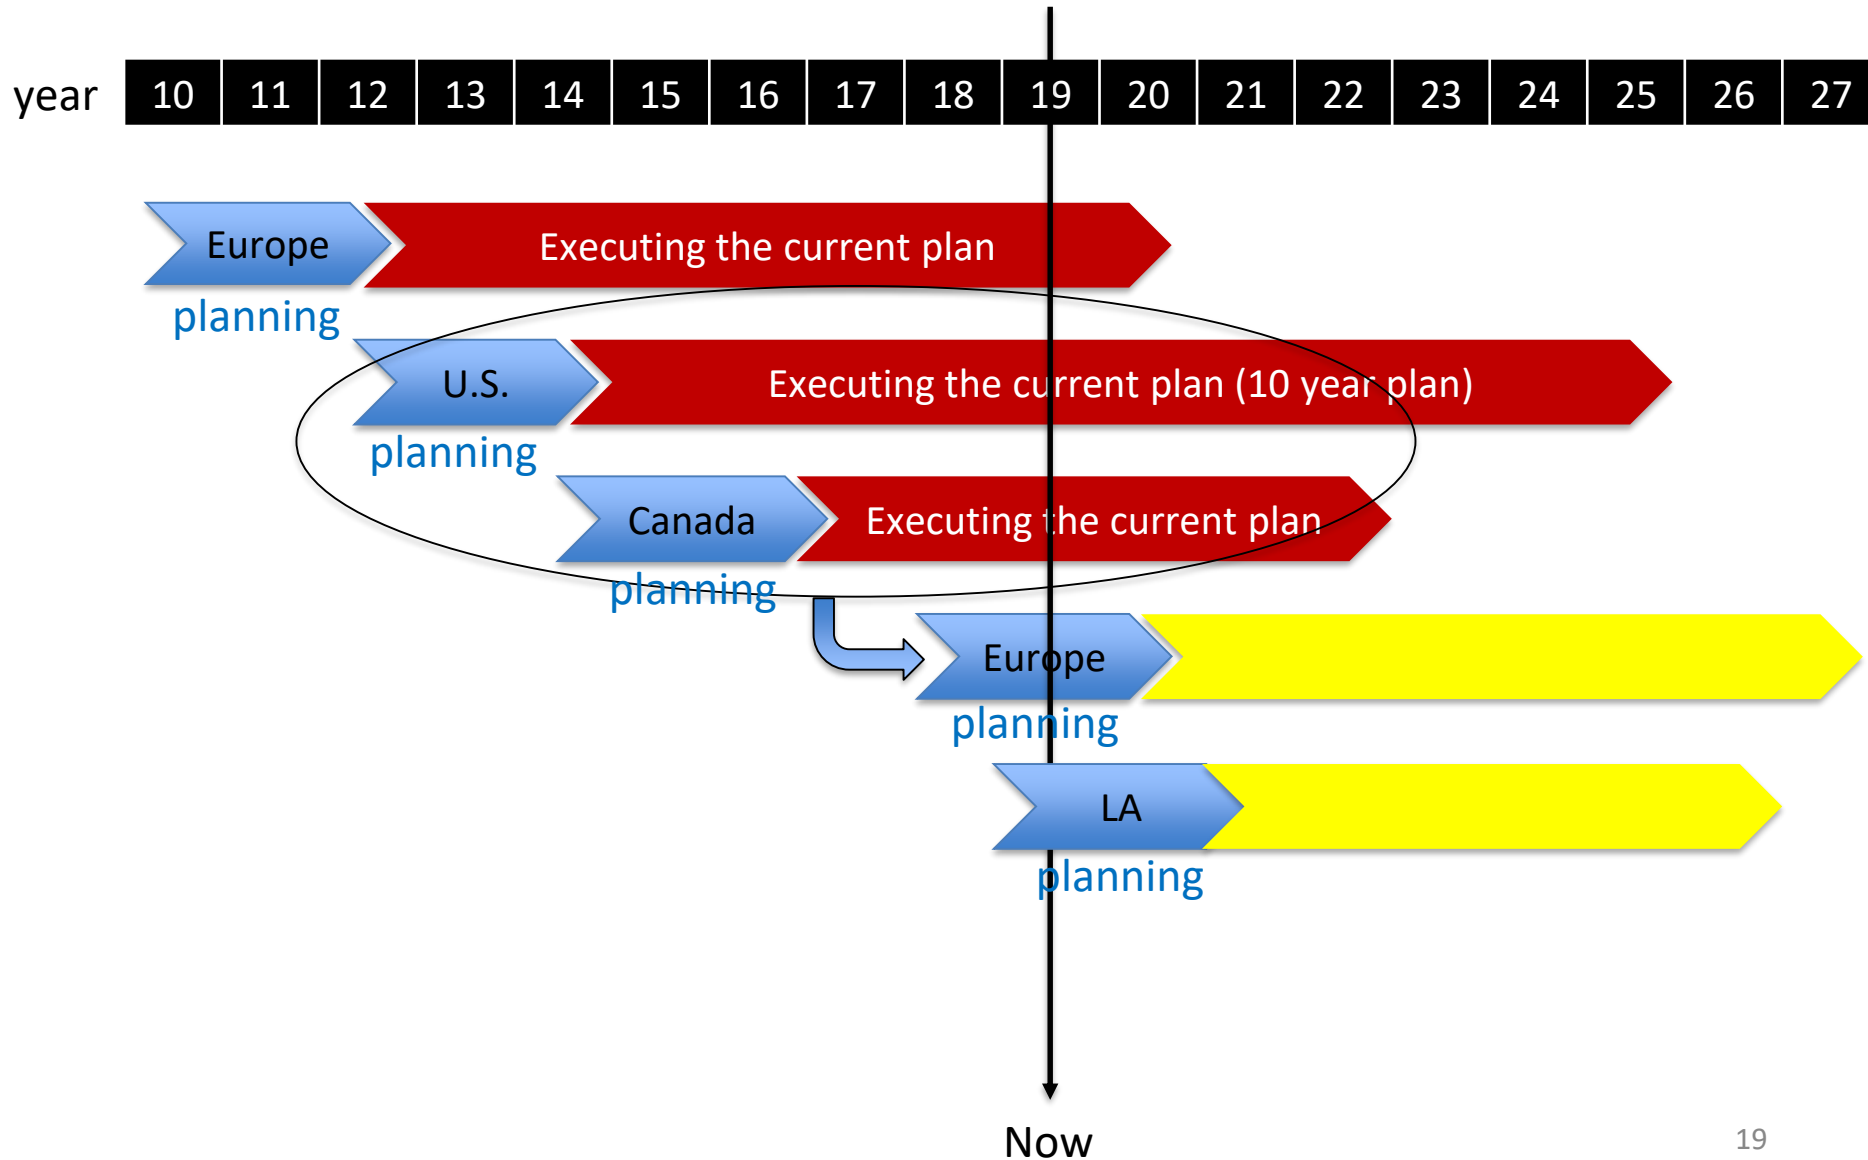 year 10 11 12 13 14 15 16 17 18 19 20 21 22 23 24 25 26 27
Europe Executing the current plan
planning
U.S. Executing the current plan (10 year plan)
planning
Canada Executing the current plan
planning
Europe
planning
LA
planning
Now
19